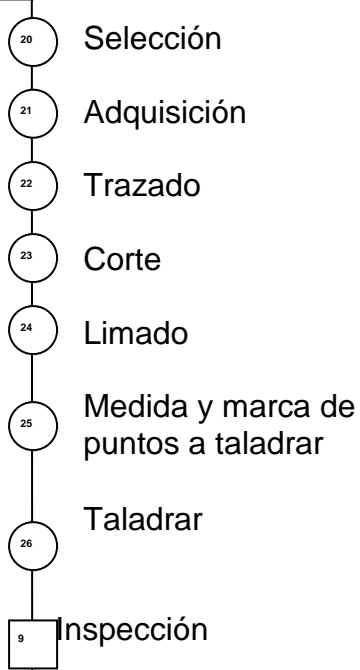 20 Selección
21 Adquisición
22 Trazado
23 Corte
24 Limado
25 Medida y marca de
puntos a taladrar
26 Taladrar
9 Inspección